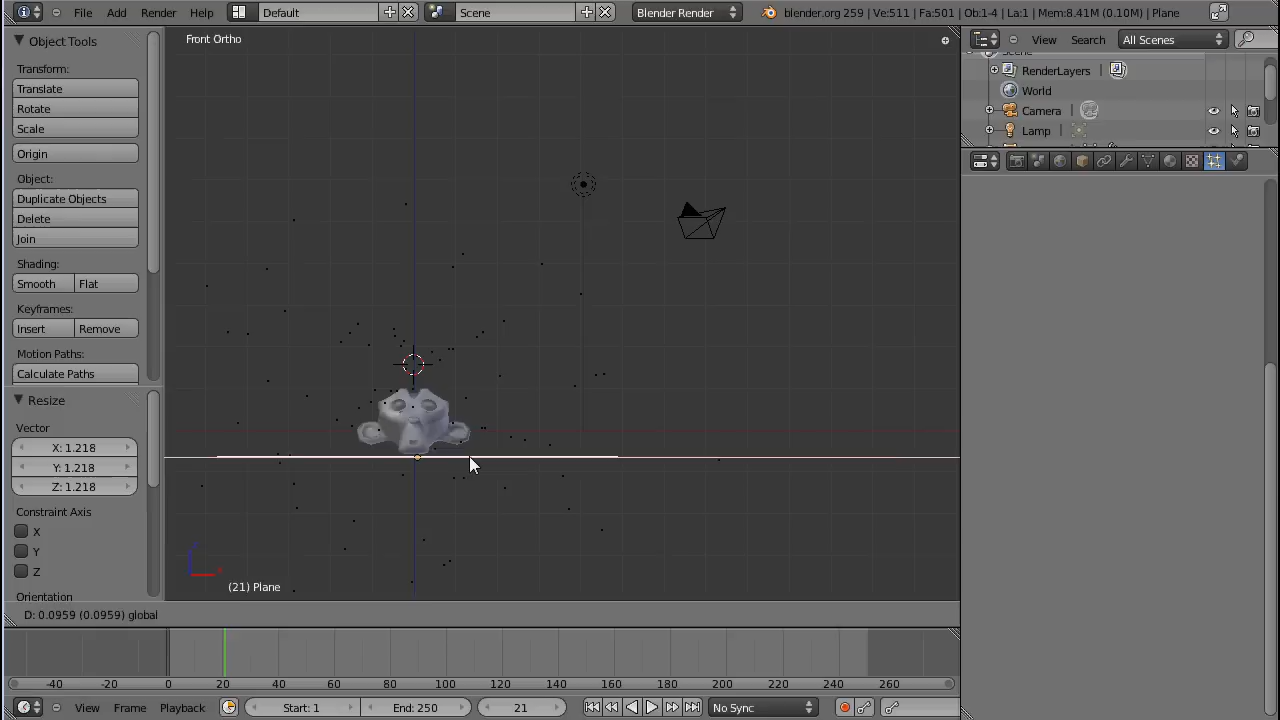 File Add Render Help Default Scene Blender Render blender.org 259 | Ve:511 | Fa:501 | Ob:1-4 | La:1 | Mem:8.41M (0.10M) | Plane
Object Tools
Transform:
Translate
Rotate
Scale
Origin
Object:
Duplicate Objects
Delete
Join
Shading:
Smooth Flat
Keyframes:
Insert Remove
Motion Paths:
Calculate Paths
Resize
Vector
X: 1.218
Y: 1.218
Z: 1.218
Constraint Axis
X
Y
Z
Orientation
Front Ortho
(21) Plane
View Search All Scenes
RenderLayers
World
Camera
Lamp
D: 0.0959 (0.0959) global
-40 -20 0 20 40 60 80 100 120 140 160 180 200 220 240 260
View Frame Playback Start: 1 End: 250 21 No Sync